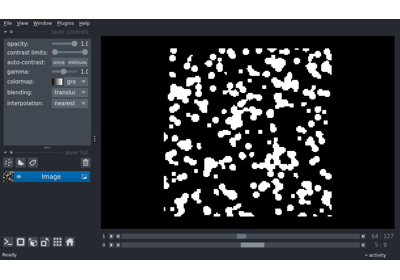 File View Window Plugins Help
layer controls
opacity: 1.0
contrast limits:
auto-contrast: once continuous
gamma: 1.0
colormap: gra
blending: translu
interpolation: nearest
layer list
Image
1 64 127
0 5 9
Ready activity